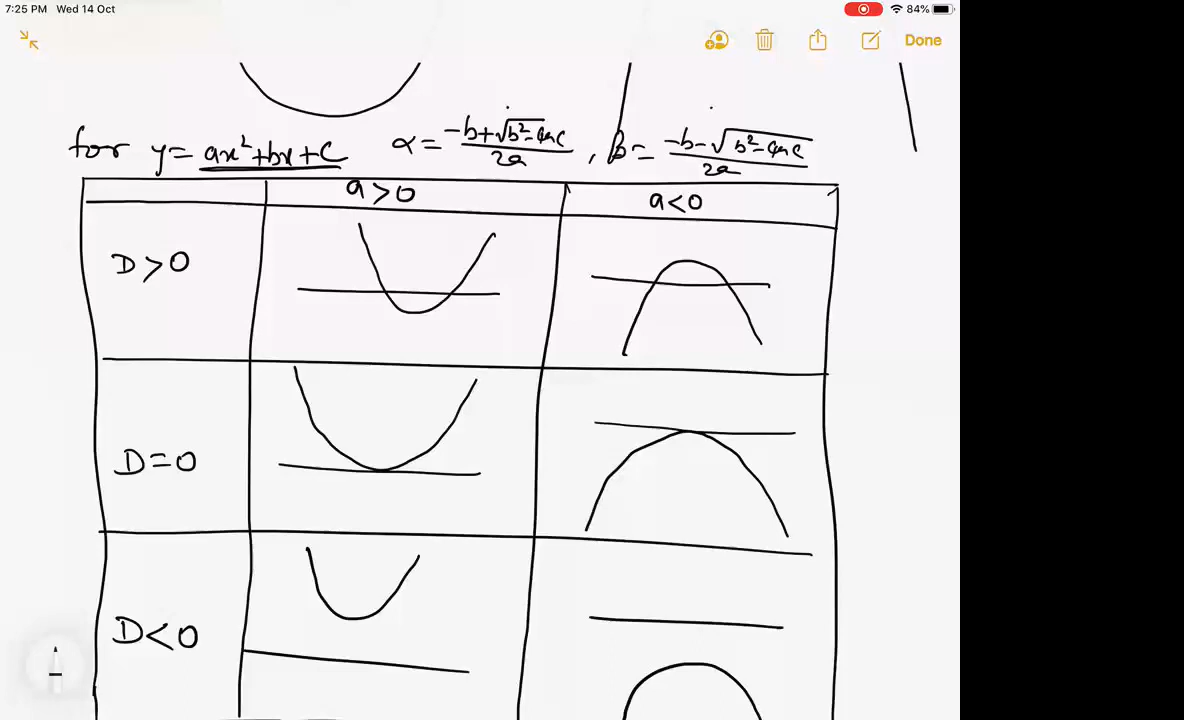 7:25 PM Wed 14 Oct 84%
Done
for y = ax²+bx+c α = -b+√b²-4ac/2a , β = -b-√b²-4ac/2a
a>0 a<0
D>0
D=0
D<0